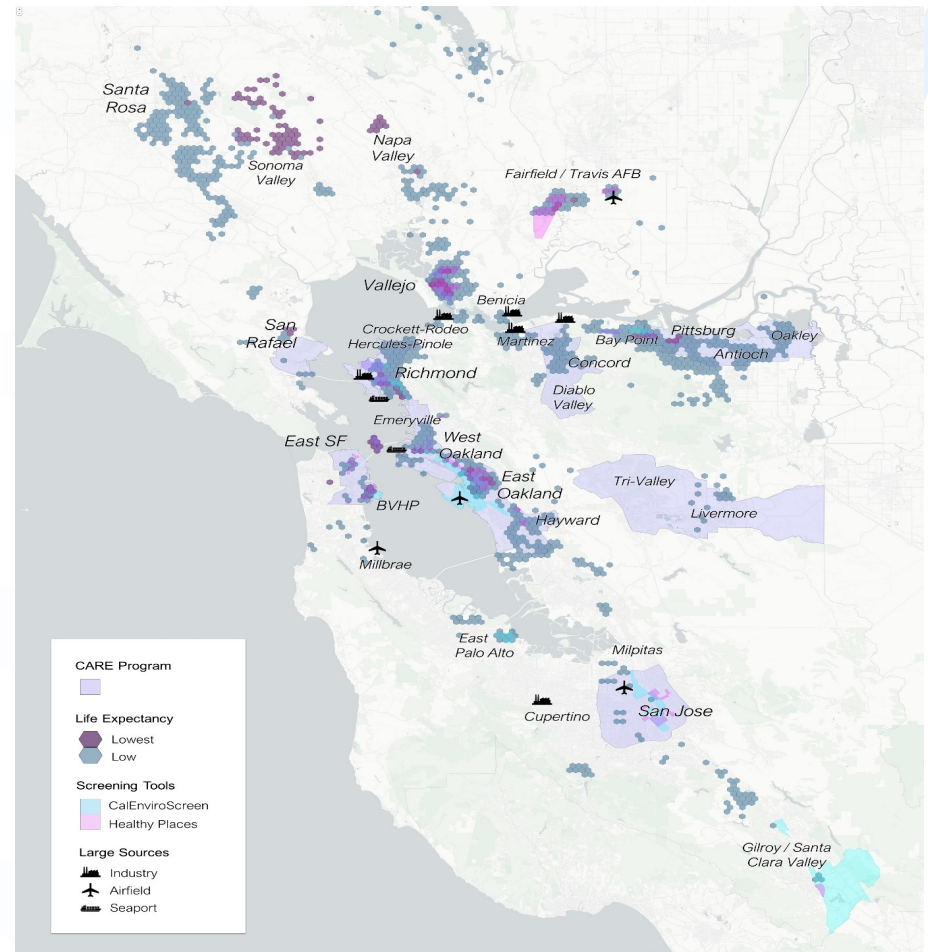 Santa
Rosa
Sonoma
Valley
Napa
Valley
Fairfield / Travis AFB
Vallejo
Benicia
San
Rafael
Crockett-Rodeo
Hercules-Pinole
Martinez
Bay Point
Pittsburg
Oakley
Antioch
Concord
Richmond
Diablo
Valley
Emeryville
East SF
West
Oakland
East
Oakland
Tri-Valley
BVHP
Livermore
Hayward
Millbrae
East
Palo Alto
Milpitas
Cupertino
San Jose
Gilroy / Santa
Clara Valley
CARE Program
Life Expectancy
Lowest
Low
Screening Tools
CalEnviroScreen
Healthy Places
Large Sources
Industry
Airfield
Seaport